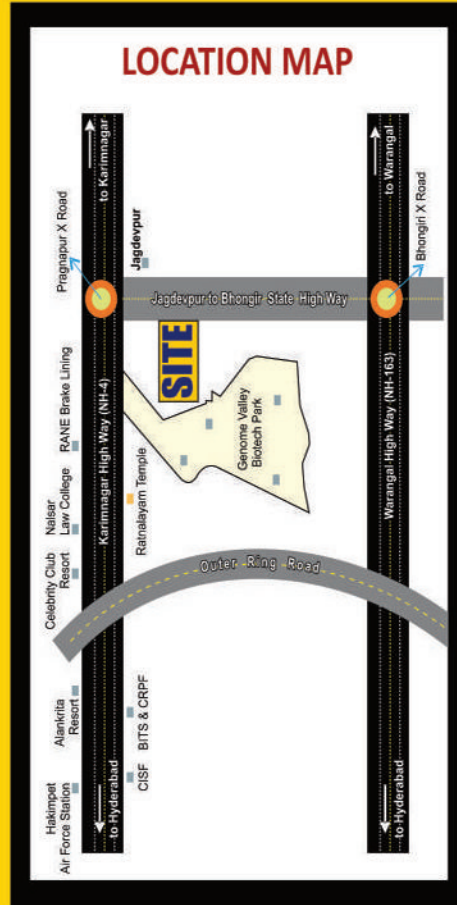 LOCATION MAP
to Karimnagar
to Warangal
Pragnapur X Road
Jagdevpur
Bhongiri X Road
Jagdevpur to Bhongir State High Way
SITE
RANE Brake Lining
Karimnagar High Way (NH-4)
Genome Valley
Biotech Park
Warangal High Way (NH-163)
Nalsar
Law College
Ratnalayam Temple
Celebrity Club
Resort
Outer Ring Road
Alankrita
Resort
BITS & CRPF
CISF
Hakimpet
Air Force Station
to Hyderabad
to Hyderabad